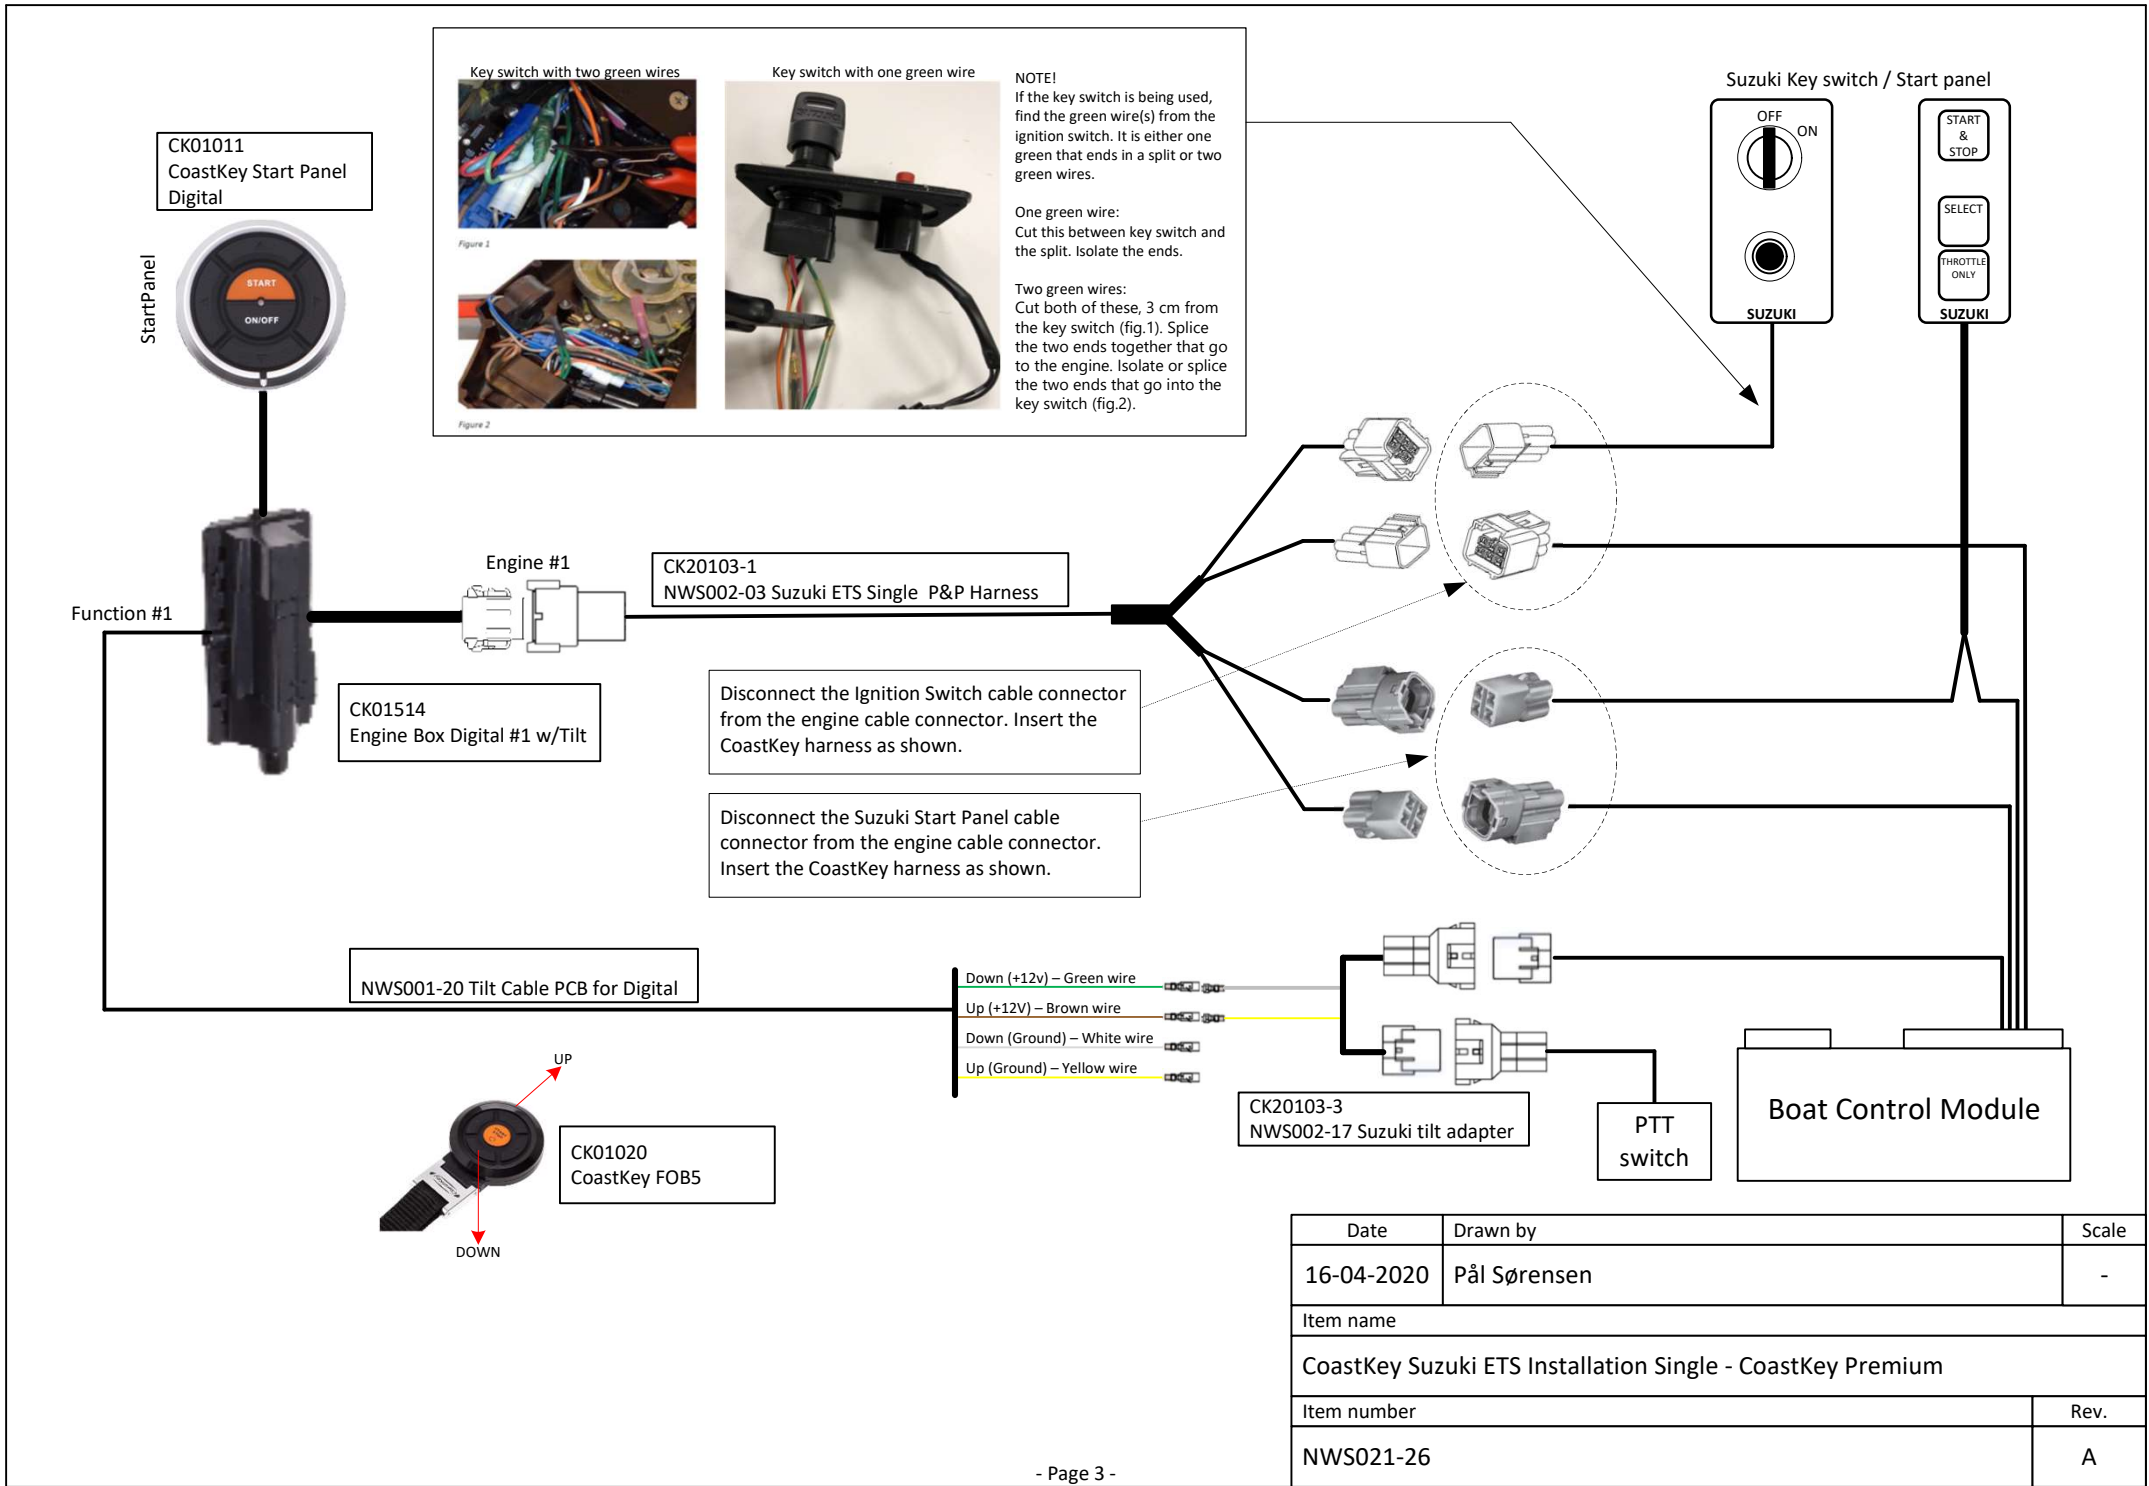 Key switch with two green wires
Key switch with one green wire
Figure 1
Figure 2
NOTE!
If the key switch is being used,
find the green wire(s) from the
ignition switch. It is either one
green that ends in a split or two
green wires.
One green wire:
Cut this between key switch and
the split. Isolate the ends.
Two green wires:
Cut both of these, 3 cm from
the key switch (fig.1). Splice
the two ends together that go
to the engine. Isolate or splice
the two ends that go into the
key switch (fig.2).
Suzuki Key switch / Start panel
OFF
ON
SUZUKI
START
&
STOP
SELECT
THROTTLE
ONLY
SUZUKI
CK01011
CoastKey Start Panel
Digital
StartPanel
START
ON/OFF
Engine #1
CK20103-1
NWS002-03 Suzuki ETS Single  P&P Harness
Function #1
CK01514
Engine Box Digital #1 w/Tilt
Disconnect the Ignition Switch cable connector
from the engine cable connector. Insert the
CoastKey harness as shown.
Disconnect the Suzuki Start Panel cable
connector from the engine cable connector.
Insert the CoastKey harness as shown.
NWS001-20 Tilt Cable PCB for Digital
Down (+12v) – Green wire
Up (+12V) – Brown wire
Down (Ground) – White wire
Up (Ground) – Yellow wire
CK20103-3
NWS002-17 Suzuki tilt adapter
PTT
switch
Boat Control Module
UP
DOWN
CK01020
CoastKey FOB5
Date
Drawn by
Scale
16-04-2020
Pål Sørensen
-
Item name
CoastKey Suzuki ETS Installation Single - CoastKey Premium
Item number
Rev.
NWS021-26
A
- Page 3 -